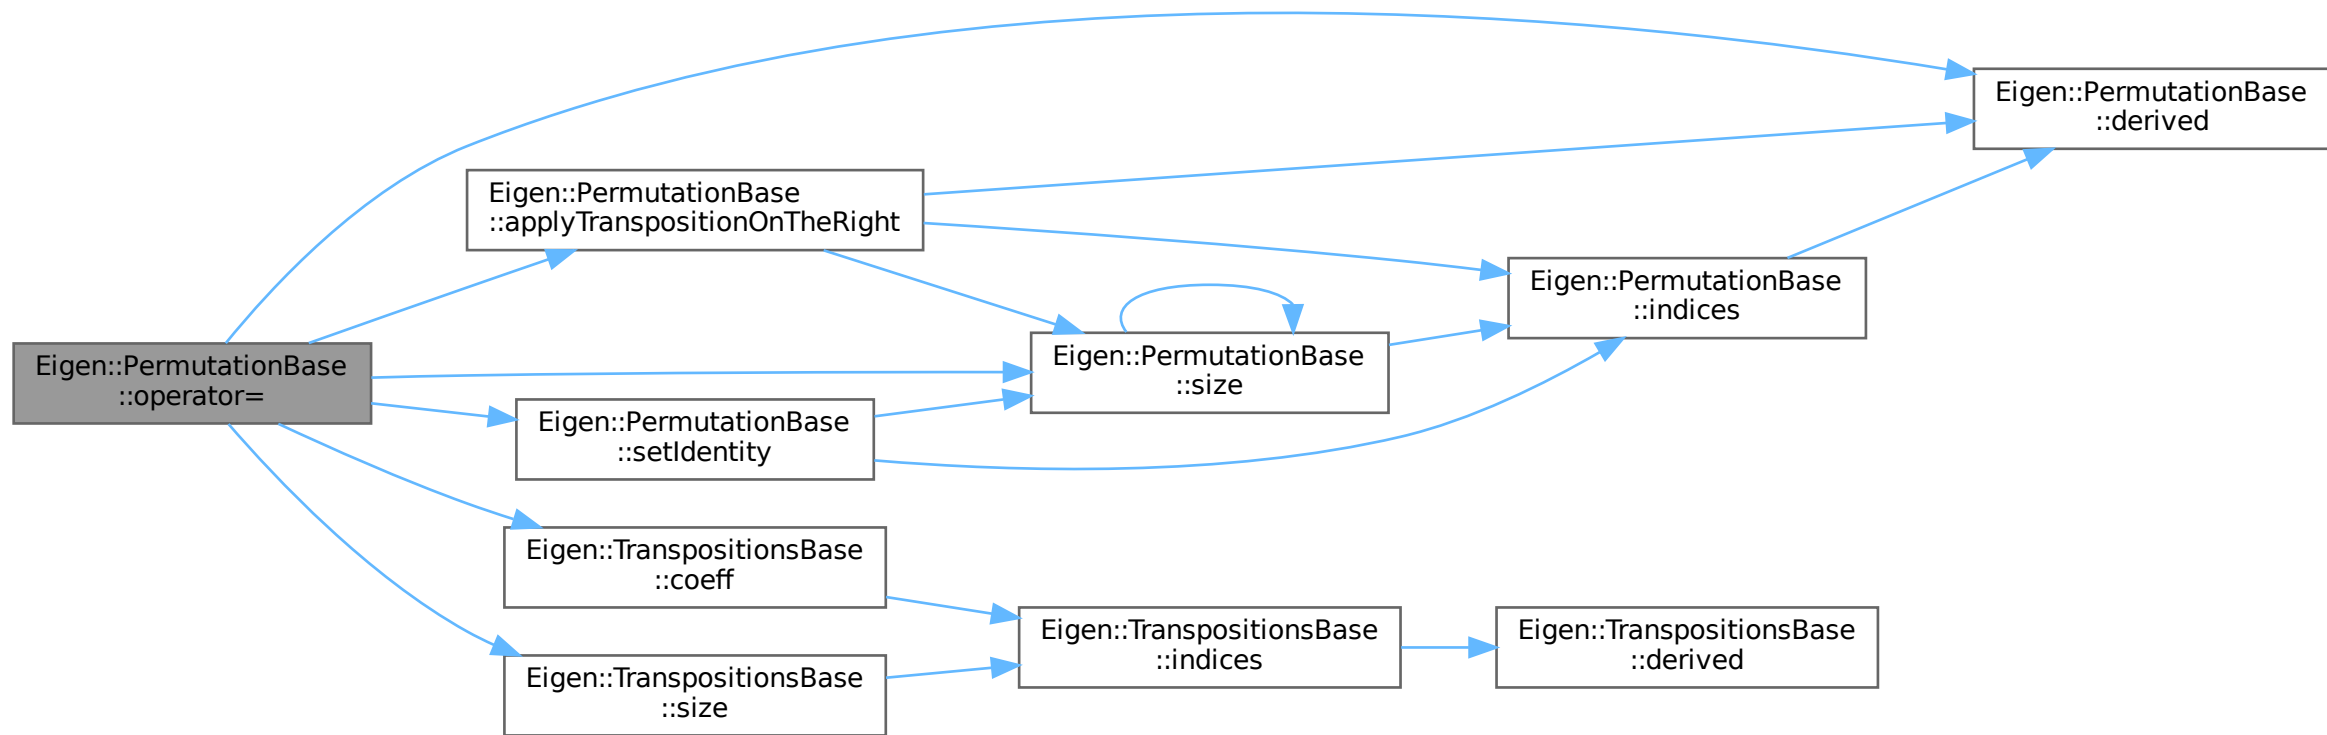 Eigen::PermutationBase
::operator=
Eigen::PermutationBase
::applyTranspositionOnTheRight
Eigen::PermutationBase
::setIdentity
Eigen::TranspositionsBase
::coeff
Eigen::TranspositionsBase
::size
Eigen::PermutationBase
::size
Eigen::TranspositionsBase
::indices
Eigen::PermutationBase
::indices
Eigen::TranspositionsBase
::derived
Eigen::PermutationBase
::derived